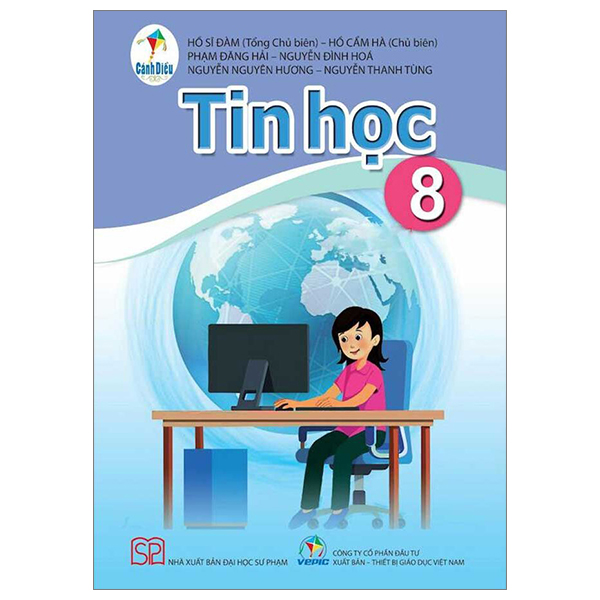 Cánh Diều
HỒ SĨ ĐÀM (Tổng Chủ biên) – HỒ CẨM HÀ (Chủ biên)
PHẠM ĐĂNG HẢI – NGUYỄN ĐÌNH HOÁ
NGUYỄN NGUYÊN HƯƠNG – NGUYỄN THANH TÙNG
Tin học
8
SP
NHÀ XUẤT BẢN ĐẠI HỌC SƯ PHẠM
VEPIC
CÔNG TY CỔ PHẦN ĐẦU TƯ
XUẤT BẢN – THIẾT BỊ GIÁO DỤC VIỆT NAM